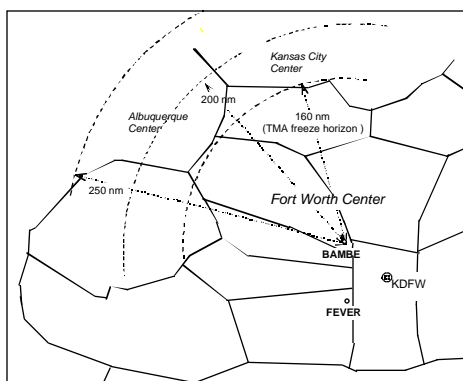 Kansas City
Center
200 nm
Albuquerque
Center
160 nm
(TMA freeze horizon )
250 nm
Fort Worth Center
BAMBE
KDFW
FEVER